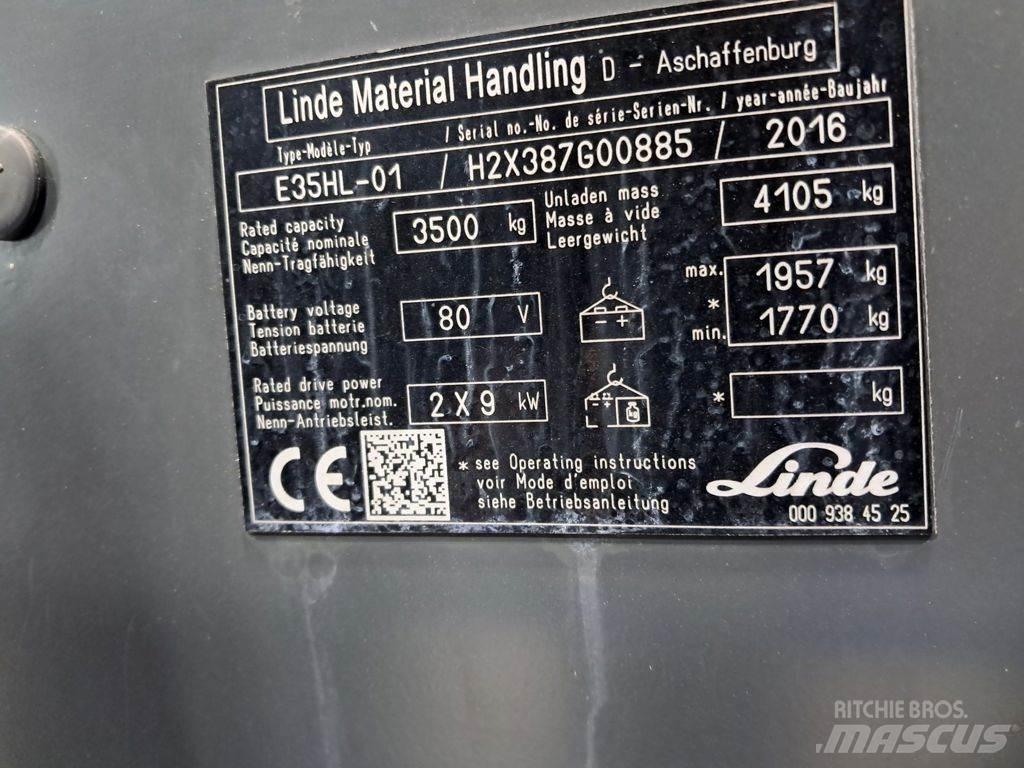 Linde Material Handling D - Aschaffenburg
Type-Modèle-Typ / Serial no.-No. de série-Serien-Nr. / year-année-Baujahr
E35HL-01 / H2X387G00885 / 2016
Rated capacity
Capacité nominale
Nenn-Tragfähigkeit
3500 kg
Unladen mass
Masse à vide
Leergewicht
4105 kg
Battery voltage
Tension batterie
Batteriespannung
80 V
- +
max. 1957 kg
*
min. 1770 kg
Rated drive power
Puissance motr.nom.
Nenn-Antriebsleist.
2 X 9 kW
- + kg
* kg
CE
* see Operating instructions
voir Mode d'emploi
siehe Betriebsanleitung
Linde
000 938 45 25
RITCHIE BROS.
MASCUS